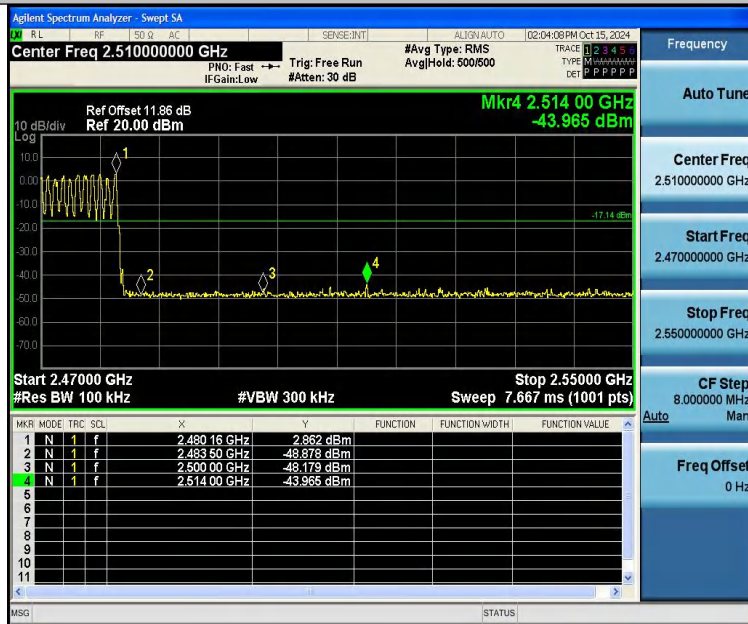 Agilent Spectrum Analyzer - Swept SA
LXI RL RF 50 Ω AC SENSE:INT ALIGN AUTO 02:04:08 PM Oct 15, 2024
Center Freq 2.510000000 GHz
PNO: Fast
IFGain:Low
Trig: Free Run
#Atten: 30 dB
#Avg Type: RMS
Avg|Hold: 500/500
TRACE 1 2 3 4 5 6
TYPE M
DET P P P P P P
Ref Offset 11.86 dB
10 dB/div Ref 20.00 dBm
Log
Mkr4 2.514 00 GHz
-43.965 dBm
10.0
0.00
-10.0
-20.0
-30.0
-40.0
-50.0
-60.0
-70.0
1
2
3
4
-17.14 dBm
Start 2.47000 GHz Stop 2.55000 GHz
#Res BW 100 kHz #VBW 300 kHz Sweep 7.667 ms (1001 pts)
MKR MODE TRC SCL X Y FUNCTION FUNCTION WIDTH FUNCTION VALUE
1 N 1 f 2.480 16 GHz 2.862 dBm
2 N 1 f 2.483 50 GHz -48.878 dBm
3 N 1 f 2.500 00 GHz -48.179 dBm
4 N 1 f 2.514 00 GHz -43.965 dBm
5
6
7
8
9
10
11
MSG STATUS
Frequency
Auto Tune
Center Freq
2.510000000 GHz
Start Freq
2.470000000 GHz
Stop Freq
2.550000000 GHz
CF Step
8.000000 MHz
Auto Man
Freq Offset
0 Hz